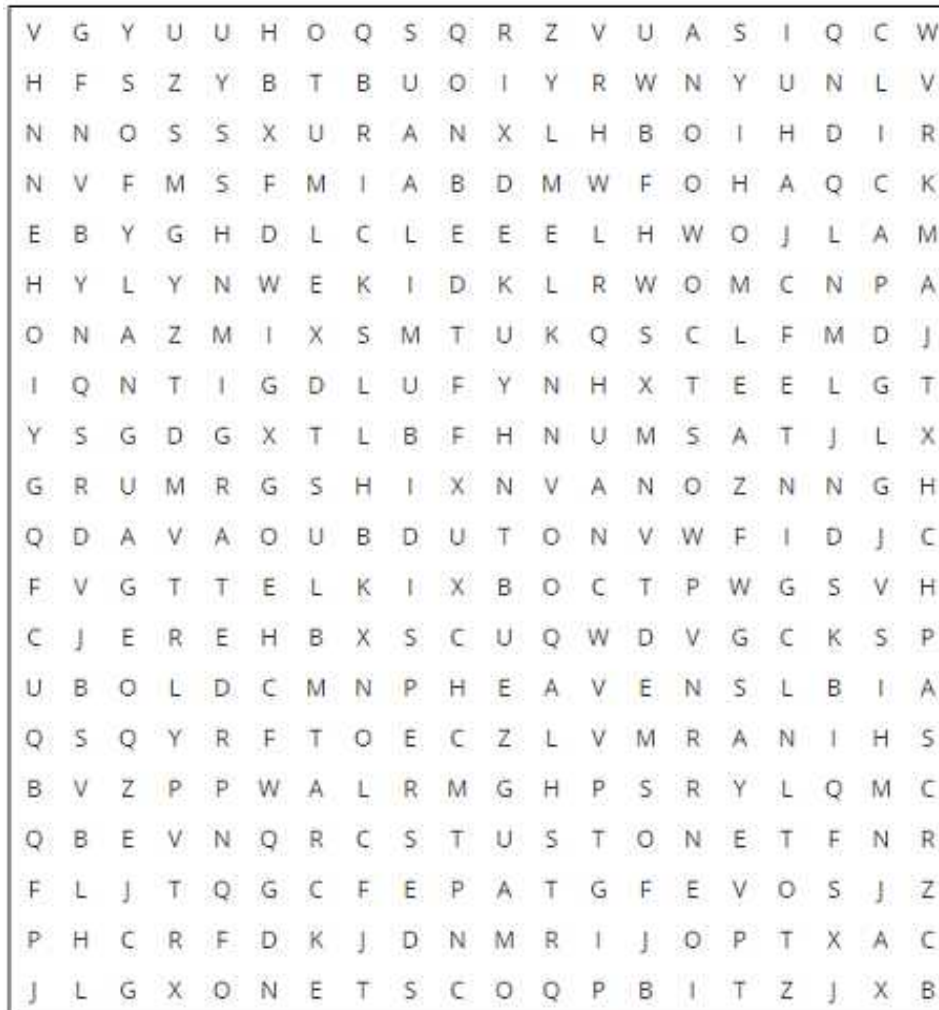 V G Y U U H O Q S Q R Z V U A S I Q C W
H F S Z Y B T B U O I Y R W N Y U N L V
N N O S S X U R A N X L H B O I H D I R
N V F M S F M I A B D M W F O H A Q C K
E B Y G H D L C L E E E L H W O J L A M
H Y L Y N W E K I D K L R W O M C N P A
O N A Z M I X S M T U K Q S C L F M D J
I Q N T I G D L U F Y N H X T E E L G T
Y S G D G X T L B F H N U M S A T J L X
G R U M R G S H I X N V A N O Z N N G H
Q D A V A O U B D U T O N V W F I D J C
F V G T T E L K I X B O C T P W G S V H
C J E R E H B X S C U Q W D V G C K S P
U B O L D C M N P H E A V E N S L B I A
Q S Q Y R F T O E C Z L V M R A N I H S
B V Z P P W A L R M G H P S R Y L Q M C
Q B E V N Q R C S T U S T O N E T F N R
F L J T Q G C F E P A T G F E V O S J Z
P H C R F D K J D N M R I J O P T X A C
J L G X O N E T S C O Q P B I T Z J X B